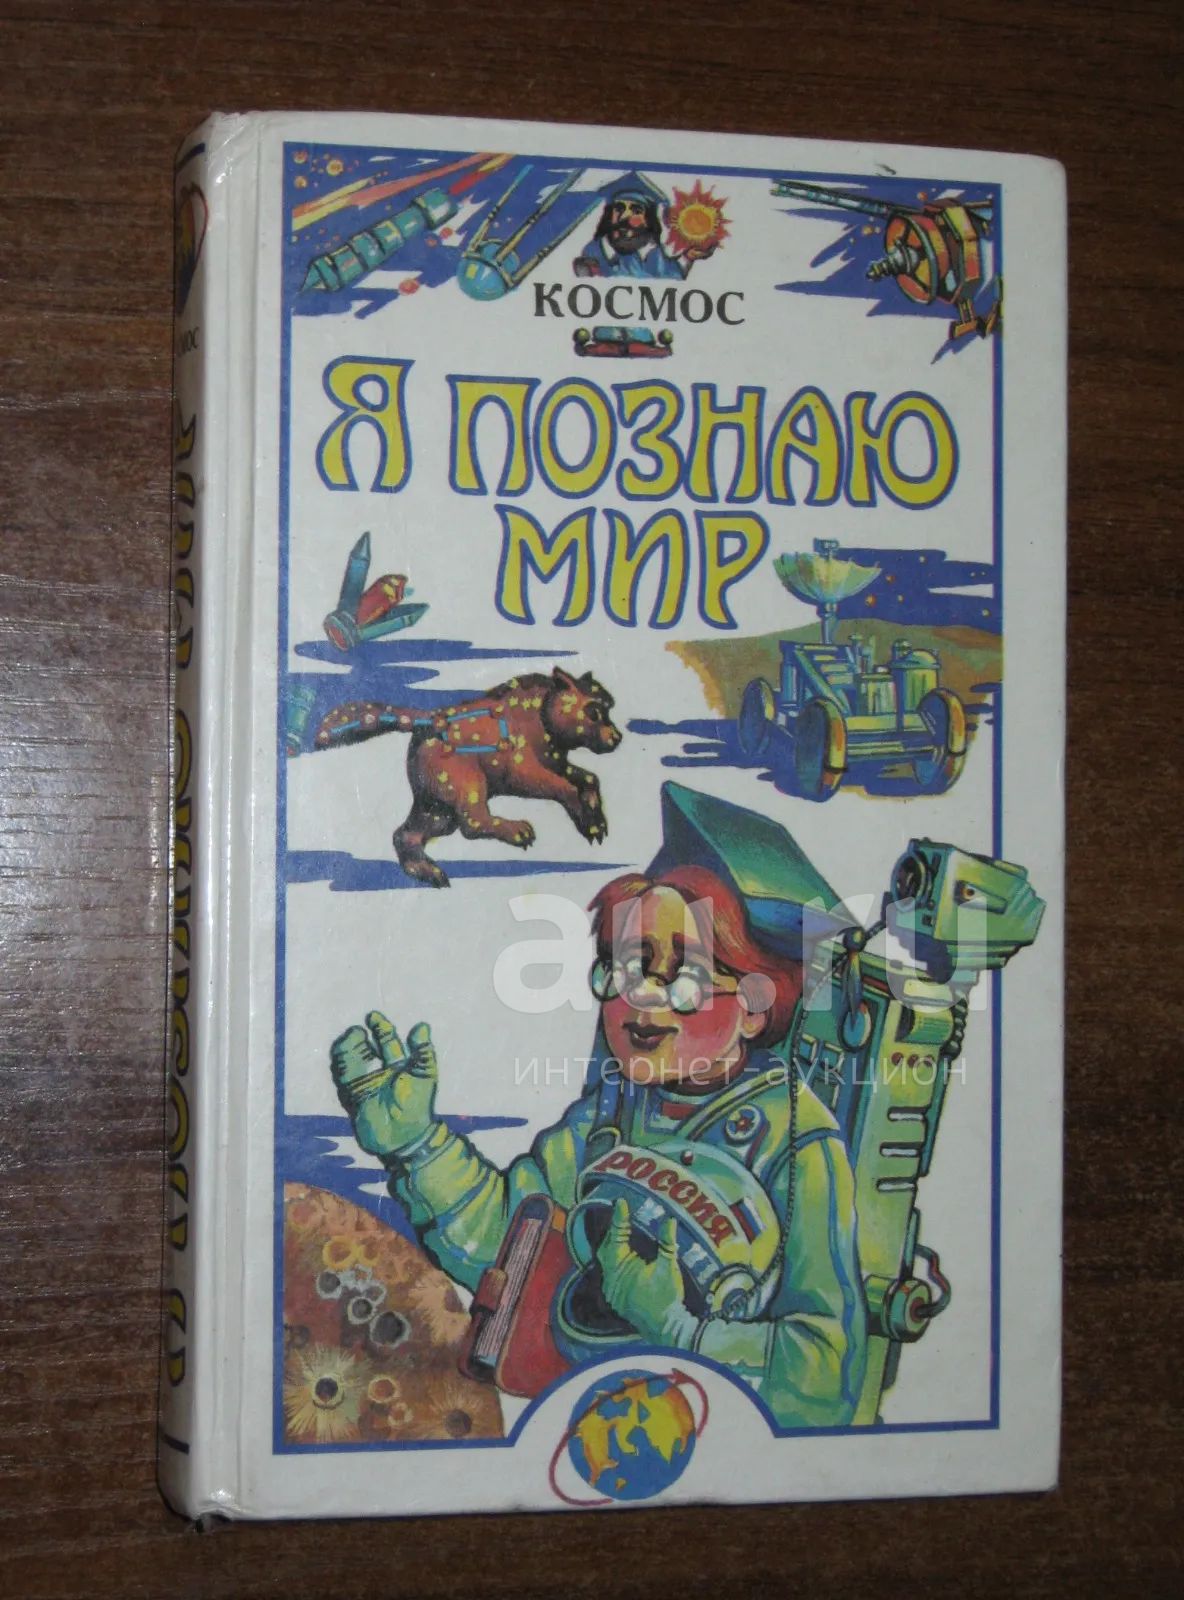 КОСМОС
Я ПОЗНАЮ
МИР
РОССИЯ
au.ru
интернет-аукцион